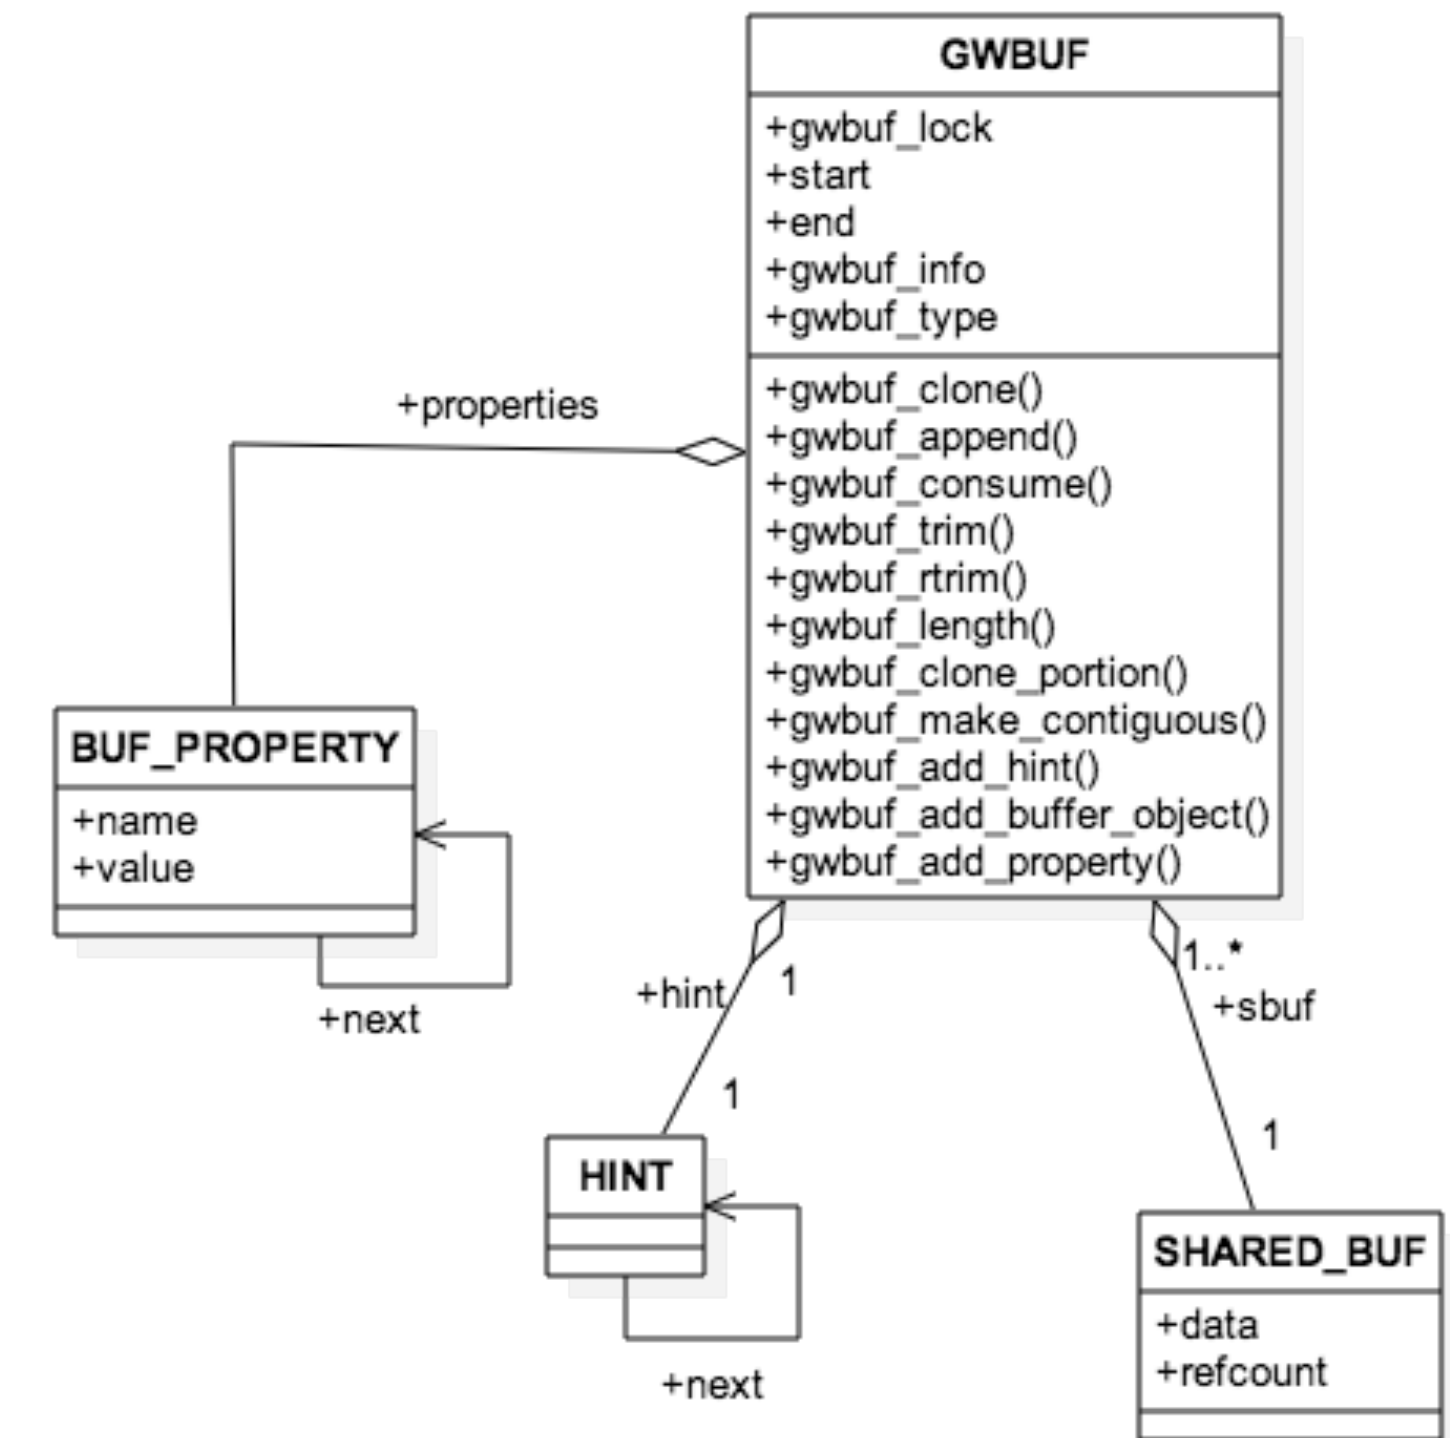 GWBUF
+gwbuf_lock
+start
+end
+gwbuf_info
+gwbuf_type
+gwbuf_clone()
+gwbuf_append()
+gwbuf_consume()
+gwbuf_trim()
+gwbuf_rtrim()
+gwbuf_length()
+gwbuf_clone_portion()
+gwbuf_make_contiguous()
+gwbuf_add_hint()
+gwbuf_add_buffer_object()
+gwbuf_add_property()
+properties
BUF_PROPERTY
+name
+value
+next
+hint
1
1
HINT
+next
1..*
+sbuf
1
SHARED_BUF
+data
+refcount